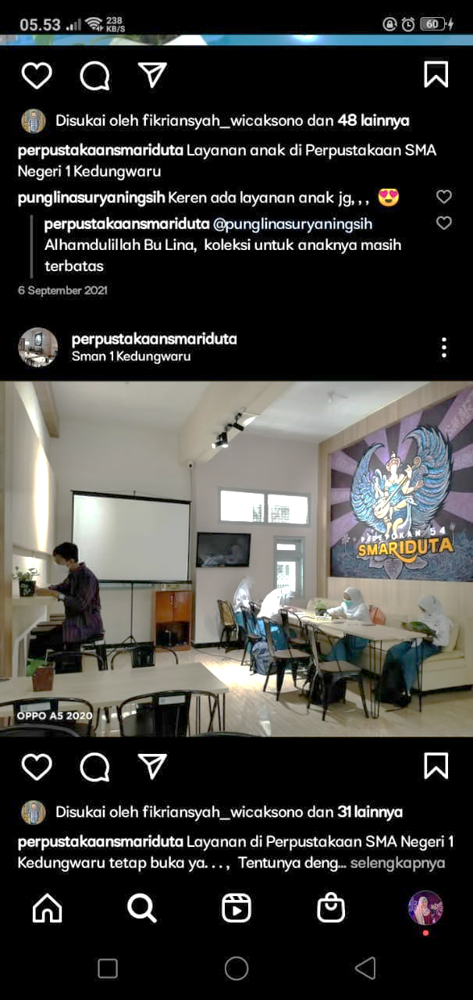 05.53 238 KB/S 60
Disukai oleh fikriansyah_wicaksono dan 48 lainnya
perpustakaansmariduta Layanan anak di Perpustakaan SMA
Negeri 1 Kedungwaru
punglinasuryaningsih Keren ada layanan anak jg, , , 😍
perpustakaansmariduta @punglinasuryaningsih
Alhamdulillah Bu Lina, koleksi untuk anaknya masih
terbatas
6 September 2021
perpustakaansmariduta
Sman 1 Kedungwaru
PADEPOKAN 54
SMARIDUTA
OPPO A5 2020
Disukai oleh fikriansyah_wicaksono dan 31 lainnya
perpustakaansmariduta Layanan di Perpustakaan SMA Negeri 1
Kedungwaru tetap buka ya. . . , Tentunya deng... selengkapnya